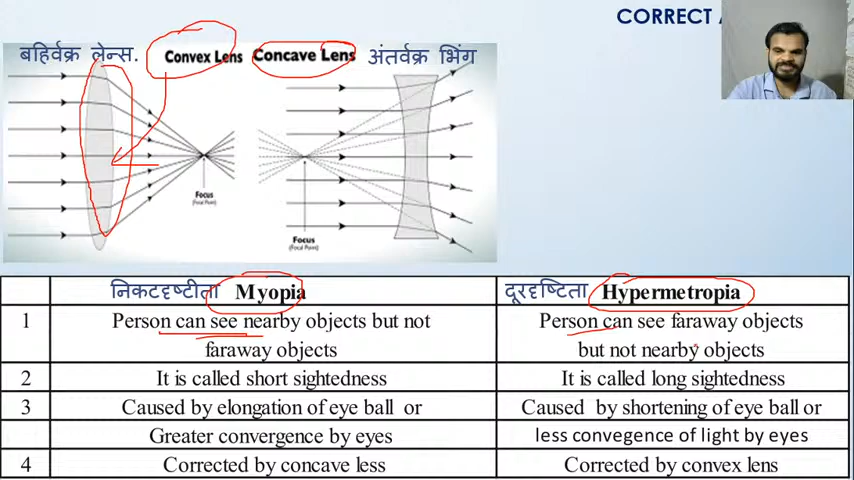 CORRECT
बहिर्वक्र लेन्स. Convex Lens Concave Lens अंतर्वक्र भिंग
Focus
(Focal Point)
Focus
(Focal Point)
निकटदृष्टीता Myopia दूरदृष्टिता Hypermetropia
1 Person can see nearby objects but not Person can see faraway objects
faraway objects but not nearby objects
2 It is called short sightedness It is called long sightedness
3 Caused by elongation of eye ball or Caused by shortening of eye ball or
Greater convergence by eyes less convegence of light by eyes
4 Corrected by concave less Corrected by convex lens